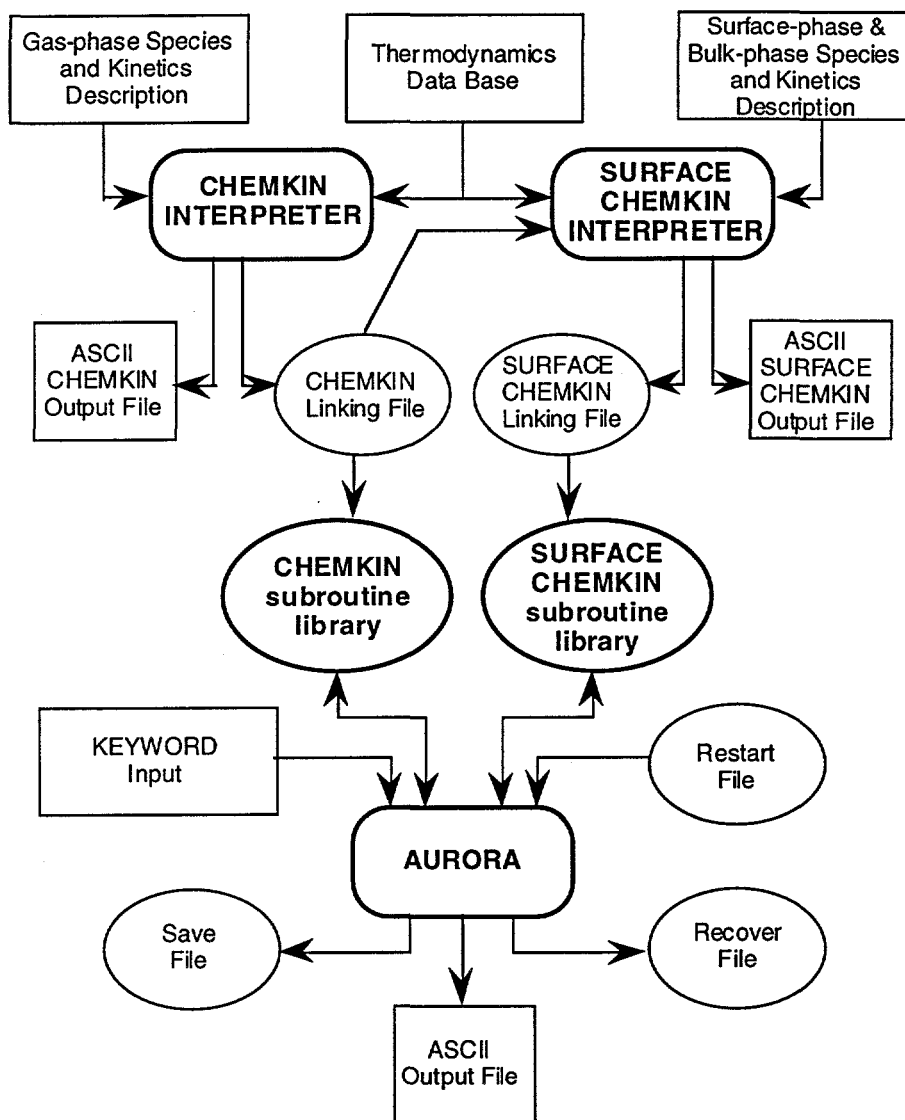 Gas-phase Species
and Kinetics
Description
Thermodynamics
Data Base
Surface-phase &
Bulk-phase Species
and Kinetics
Description
CHEMKIN
INTERPRETER
SURFACE
CHEMKIN
INTERPRETER
ASCII
CHEMKIN
Output File
CHEMKIN
Linking File
SURFACE
CHEMKIN
Linking File
ASCII
SURFACE
CHEMKIN
Output File
CHEMKIN
subroutine
library
SURFACE
CHEMKIN
subroutine
library
KEYWORD
Input
Restart
File
AURORA
Save
File
Recover
File
ASCII
Output File